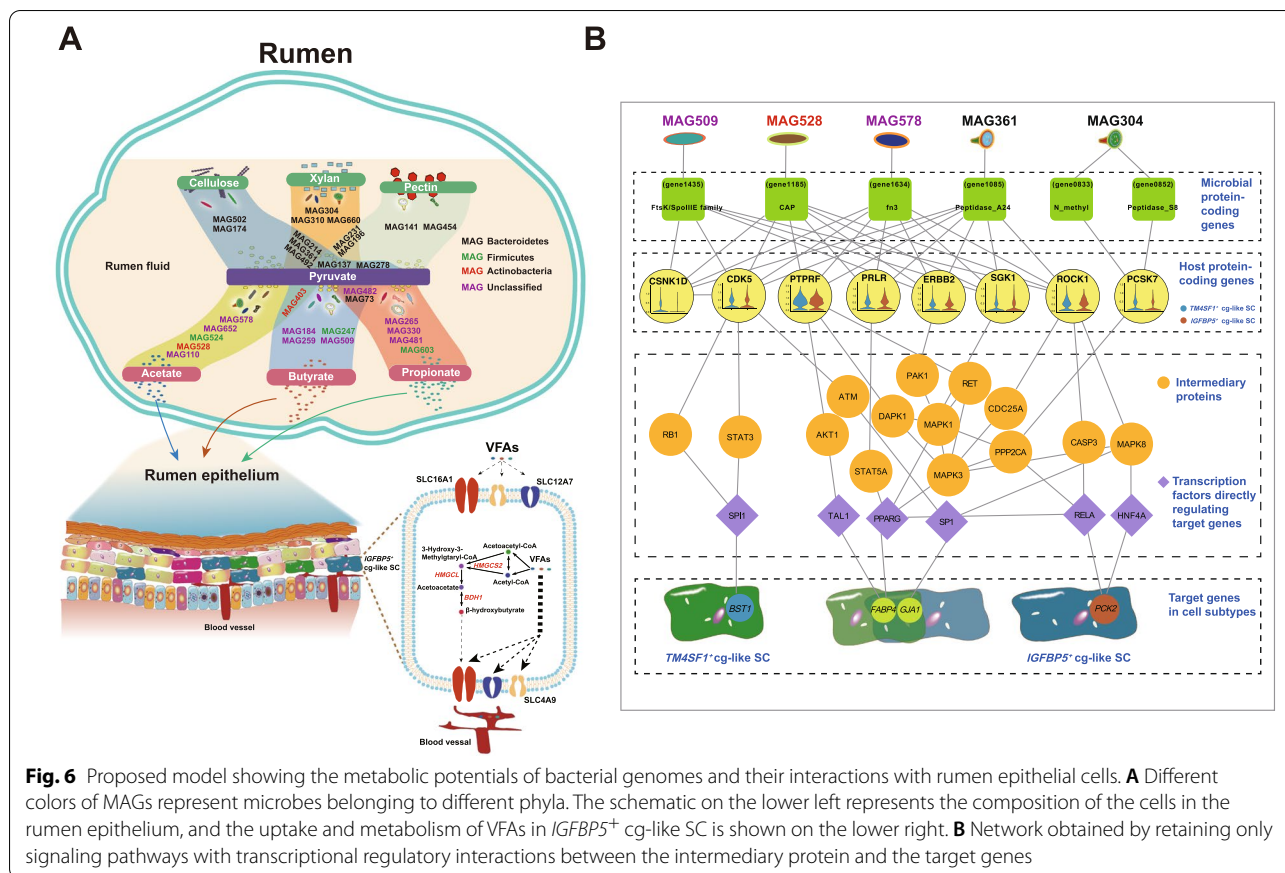 A
Rumen
Cellulose
Xylan
Pectin
MAG502
MAG174
MAG304
MAG310 MAG660
MAG141 MAG454
MAG214
MAG361
MAG492
MAG231
MAG196
MAG137 MAG278
Pyruvate
Rumen fluid
MAG Bacteroidetes
MAG Firmicutes
MAG Actinobacteria
MAG Unclassified
MAG403
MAG482
MAG73
MAG578
MAG652
MAG524
MAG528
MAG110
MAG184 MAG247
MAG259 MAG509
MAG265
MAG330
MAG481
MAG603
Acetate
Butyrate
Propionate
Rumen epithelium
IGFBP5+
cg-like SC
Blood vessel
VFAs
SLC16A1
SLC12A7
3-Hydroxy-3-
Methylgtaryl-CoA
Acetoacetyl-CoA
HMGCS2
VFAs
HMGCL
Acetyl-CoA
Acetoacetate
BDH1
β-hydroxybutyrate
SLC4A9
Blood vessal
B
MAG509 MAG528 MAG578 MAG361 MAG304
(gene1435) (gene1185) (gene1634) (gene1085) (gene0833) (gene0852)
FtsK/SpoIIIE family CAP fn3 Peptidase_A24 N_methyl Peptidase_S8
Microbial
protein-
coding
genes
CSNK1D CDK5 PTPRF PRLR ERBB2 SGK1 ROCK1 PCSK7
Host protein-
coding genes
TM4SF1+ cg-like SC
IGFBP5+ cg-like SC
PAK1
RET
ATM
DAPK1
CDC25A
RB1
STAT3
AKT1
MAPK1
PPP2CA
CASP3
MAPK8
STAT5A
MAPK3
Intermediary
proteins
SPI1
TAL1
PPARG
SP1
RELA
HNF4A
Transcription
factors directly
regulating
target genes
BST1
FABP4
GJA1
PCK2
Target genes
in cell subtypes
TM4SF1+cg-like SC
IGFBP5+ cg-like SC
Fig. 6 Proposed model showing the metabolic potentials of bacterial genomes and their interactions with rumen epithelial cells. A Different
colors of MAGs represent microbes belonging to different phyla. The schematic on the lower left represents the composition of the cells in the
rumen epithelium, and the uptake and metabolism of VFAs in IGFBP5+ cg-like SC is shown on the lower right. B Network obtained by retaining only
signaling pathways with transcriptional regulatory interactions between the intermediary protein and the target genes